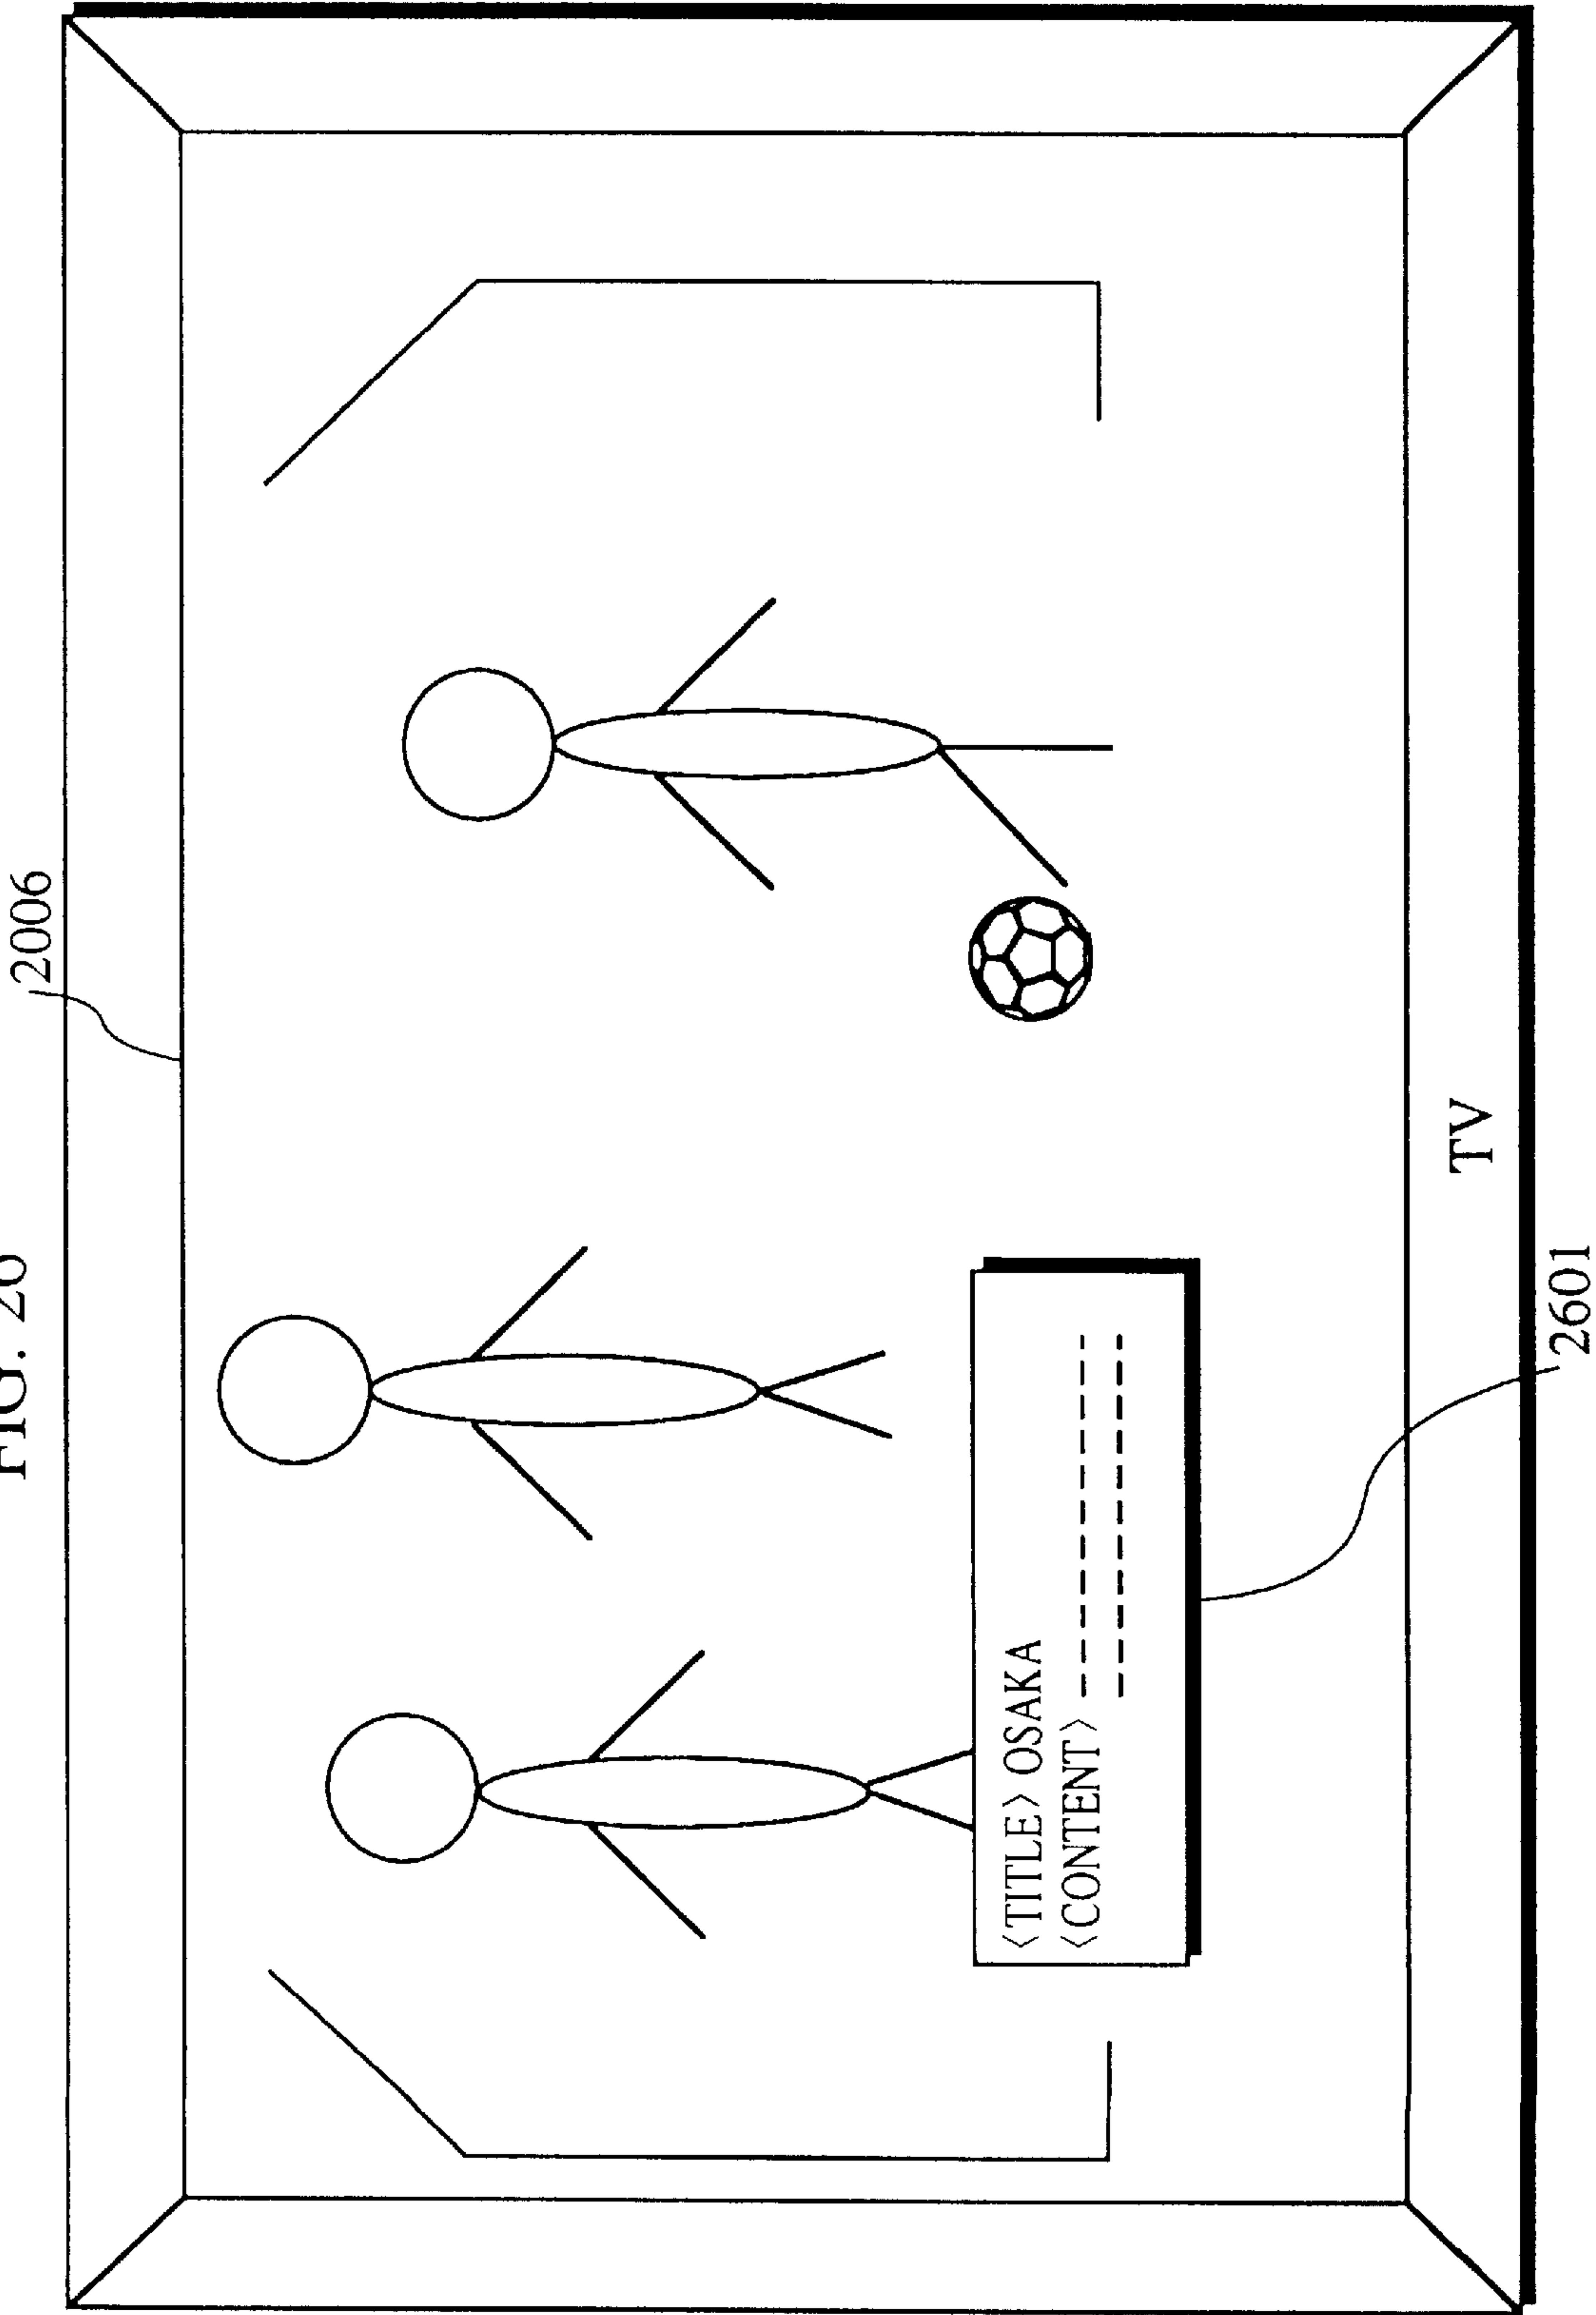 FIG. 26
2006
<TITLE> OSAKA
<CONTENT>
TV
2601